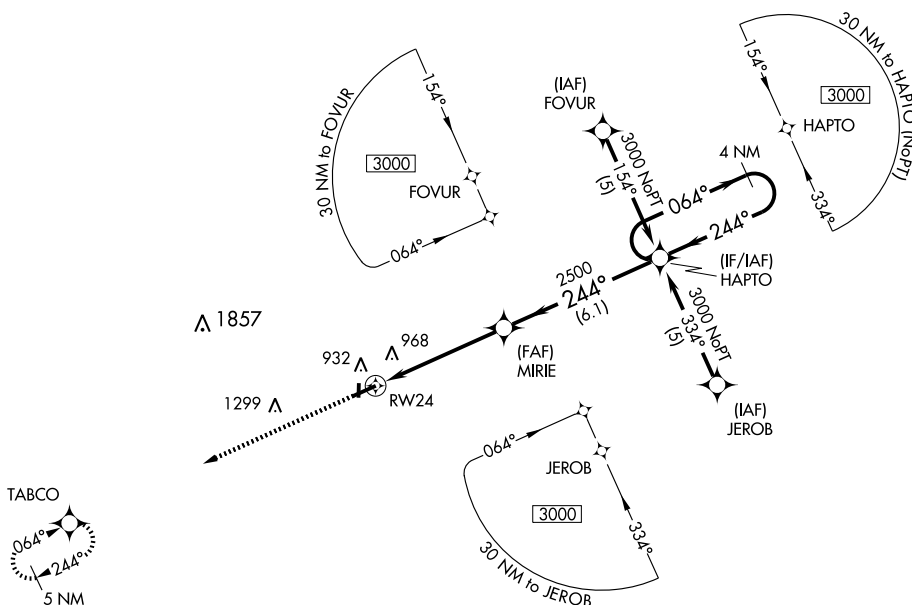 30 NM to FOVUR
154°
3000
FOVUR
064°
(IAF)
FOVUR
3000 NoPT
154°
(5)
4 NM
064°
244°
30 NM to HAPTO (NoPT)
154°
3000
HAPTO
334°
(IF/IAF)
HAPTO
2500
244°
(6.1)
3000 NoPT
334°
(5)
(IAF)
JEROB
(FAF)
MIRIE
1857
932
968
RW24
1299
064°
JEROB
3000
334°
30 NM to JEROB
TABCO
064°
244°
5 NM